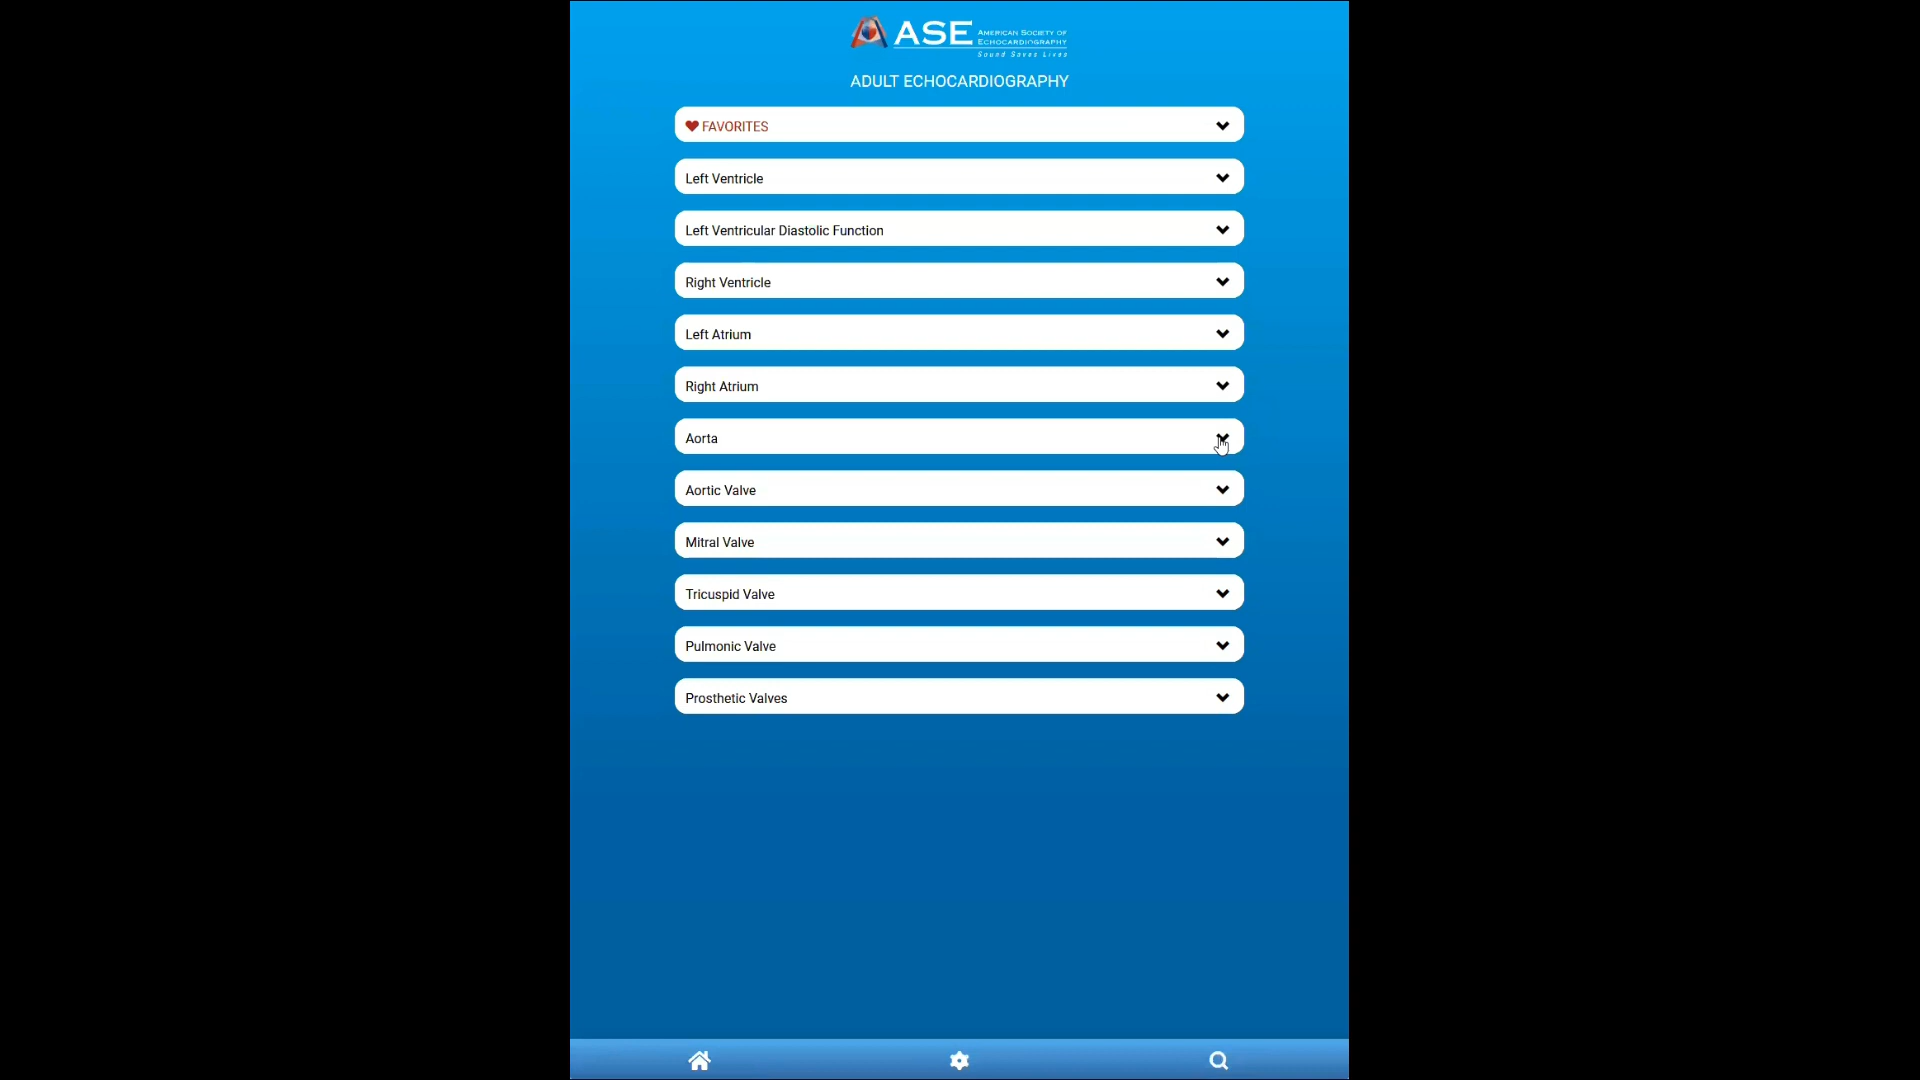 ASE
American Society of
Echocardiography
Sound Saves Lives
ADULT ECHOCARDIOGRAPHY
FAVORITES
Left Ventricle
Left Ventricular Diastolic Function
Right Ventricle
Left Atrium
Right Atrium
Aorta
Aortic Valve
Mitral Valve
Tricuspid Valve
Pulmonic Valve
Prosthetic Valves